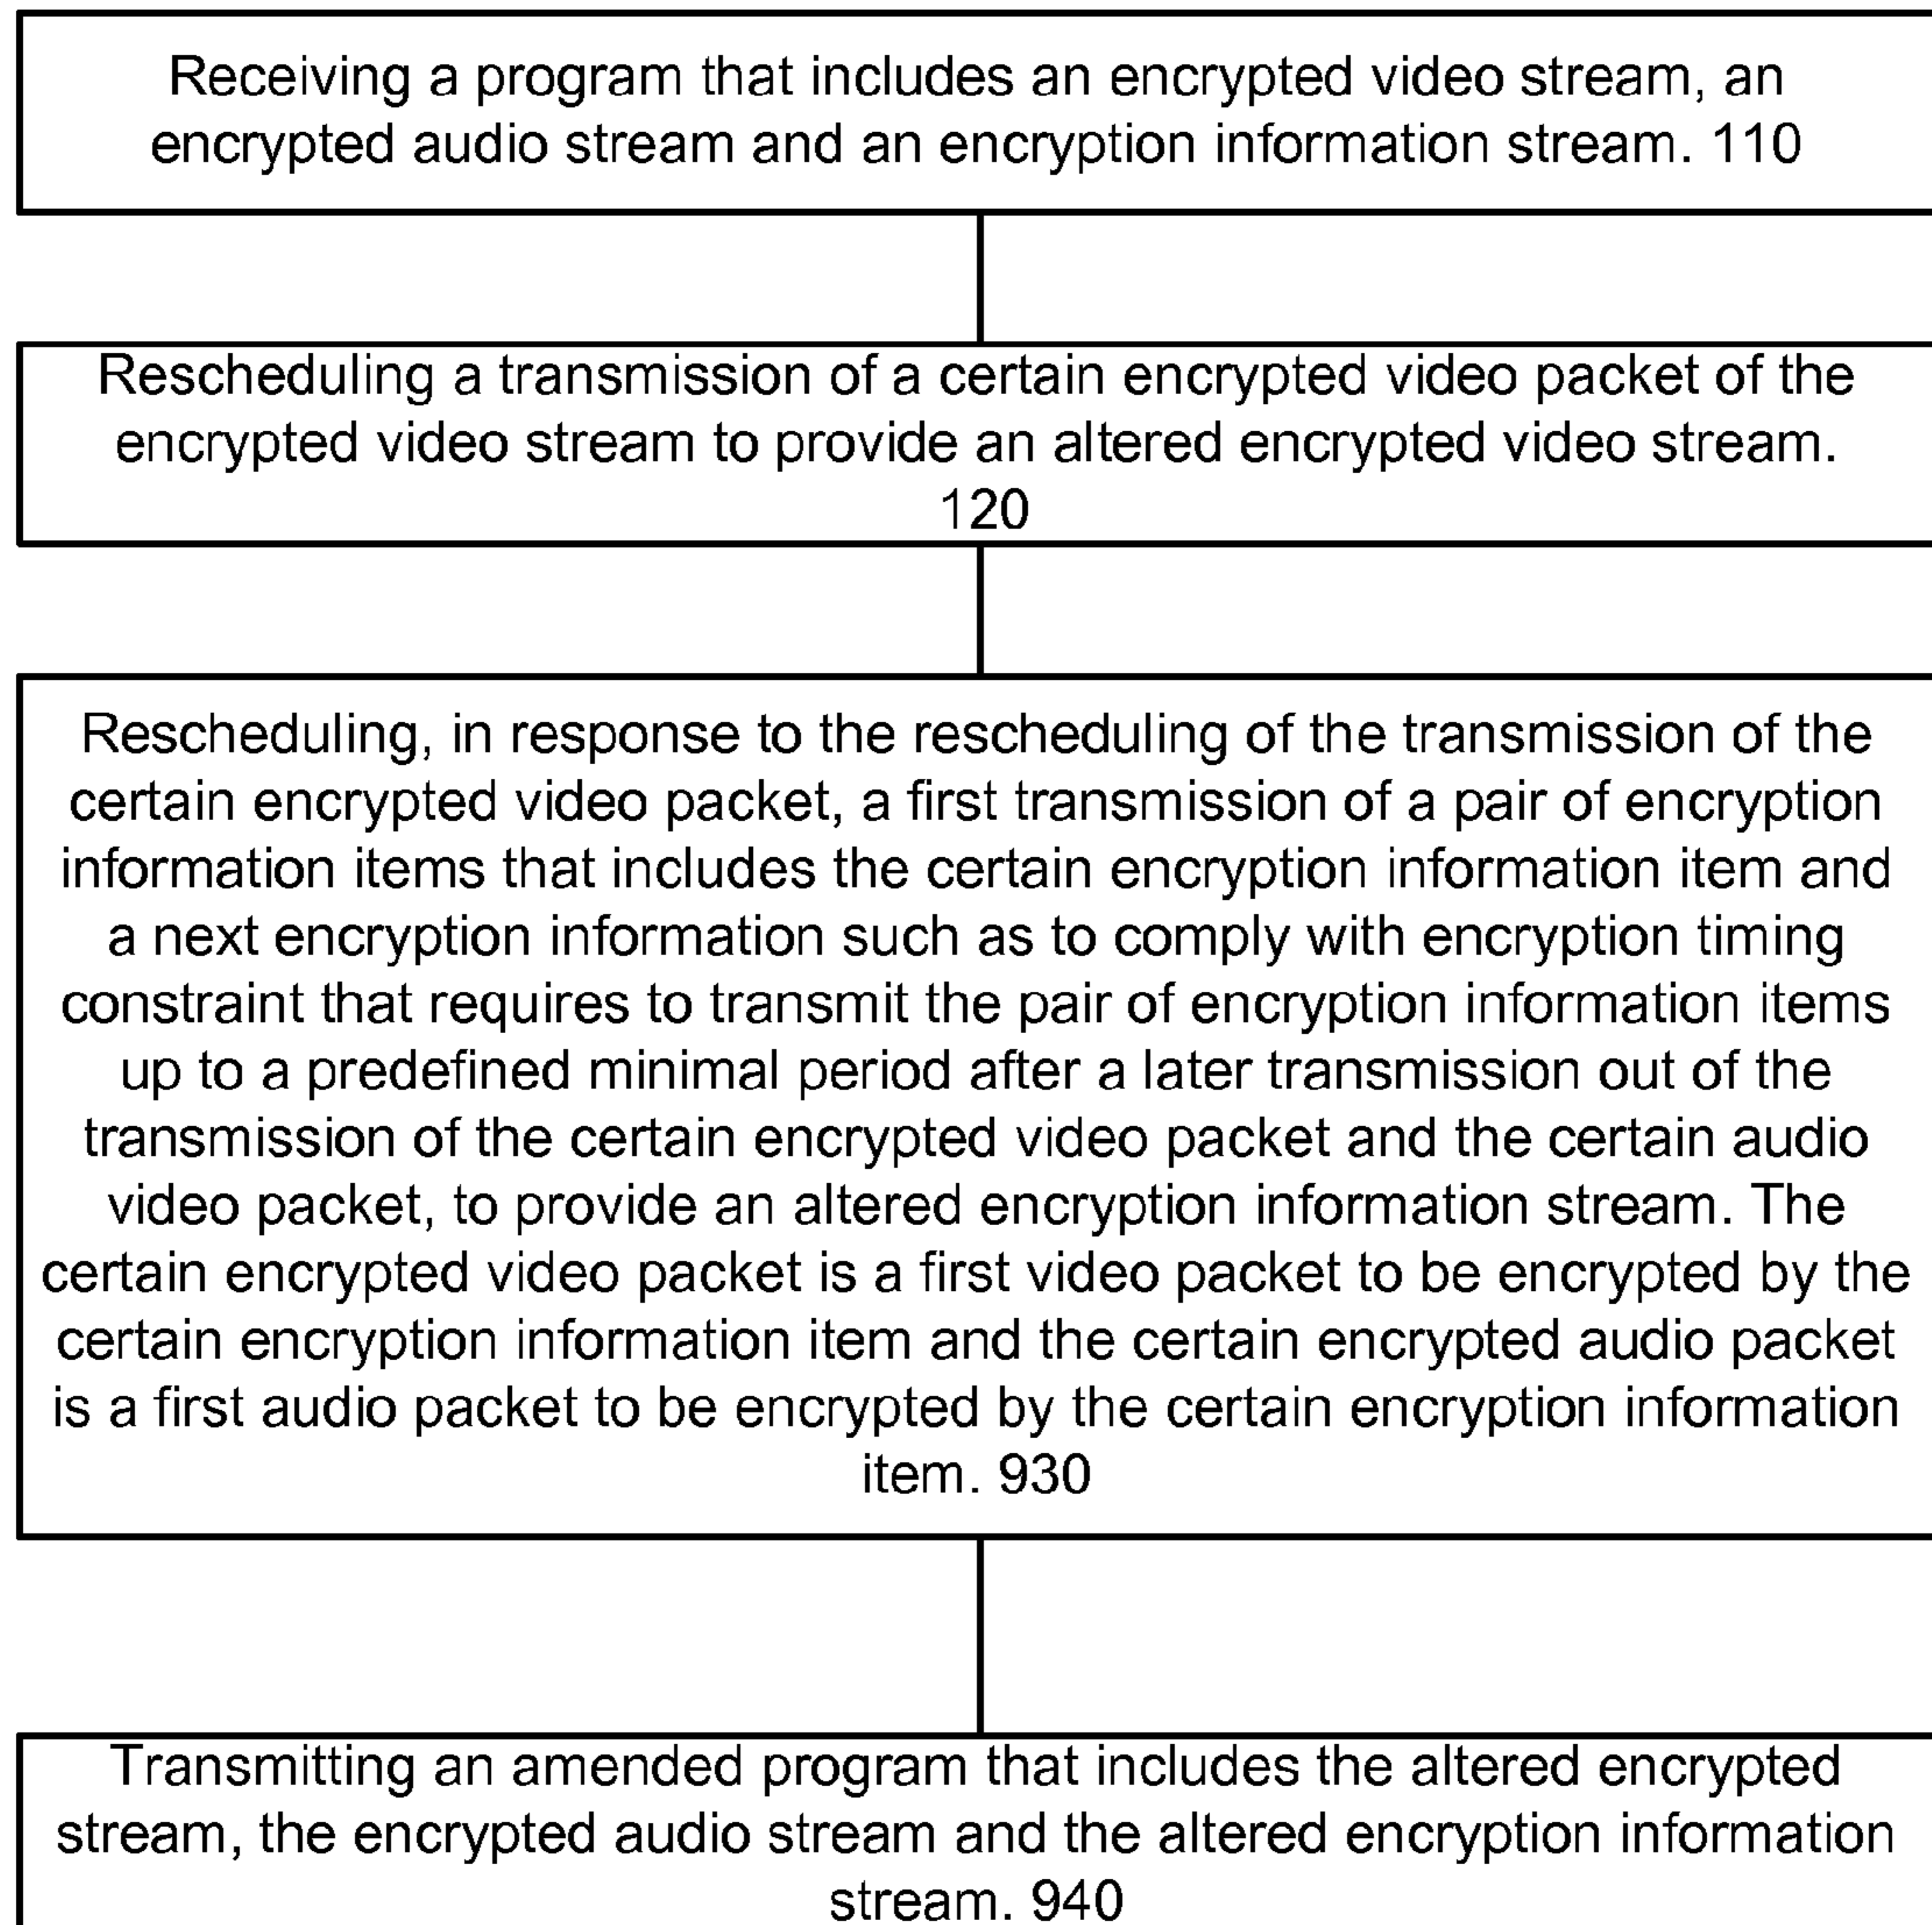 Receiving a program that includes an encrypted video stream, an
encrypted audio stream and an encryption information stream. 110
Rescheduling a transmission of a certain encrypted video packet of the
encrypted video stream to provide an altered encrypted video stream.
120
Rescheduling, in response to the rescheduling of the transmission of the
certain encrypted video packet, a first transmission of a pair of encryption
information items that includes the certain encryption information item and
a next encryption information such as to comply with encryption timing
constraint that requires to transmit the pair of encryption information items
up to a predefined minimal period after a later transmission out of the
transmission of the certain encrypted video packet and the certain audio
video packet, to provide an altered encryption information stream. The
certain encrypted video packet is a first video packet to be encrypted by the
certain encryption information item and the certain encrypted audio packet
is a first audio packet to be encrypted by the certain encryption information
item. 930
Transmitting an amended program that includes the altered encrypted
stream, the encrypted audio stream and the altered encryption information
stream. 940